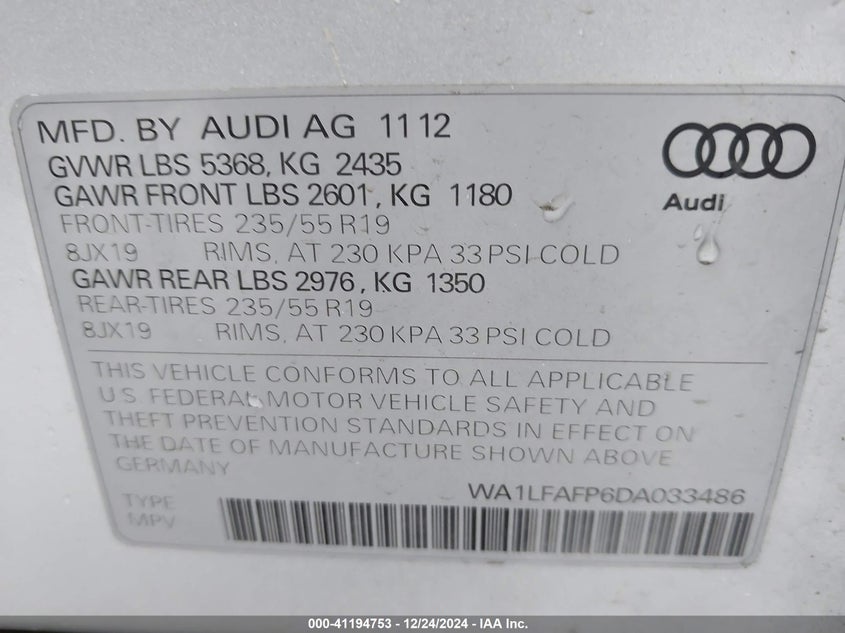 MFD. BY AUDI AG 11 12
GVWR LBS 5368, KG 2435
GAWR FRONT LBS 2601, KG 1180
FRONT-TIRES 235/55 R19
8JX19 RIMS, AT 230 KPA 33 PSI COLD
GAWR REAR LBS 2976, KG 1350
REAR-TIRES 235/55 R19
8JX19 RIMS, AT 230 KPA 33 PSI COLD
Audi
THIS VEHICLE CONFORMS TO ALL APPLICABLE
U.S. FEDERAL MOTOR VEHICLE SAFETY AND
THEFT PREVENTION STANDARDS IN EFFECT ON
THE DATE OF MANUFACTURE SHOWN ABOVE
GERMANY
WA1LFAFP6DA033486
TYPE
MPV
000-41194753 - 12/24/2024 - IAA Inc.